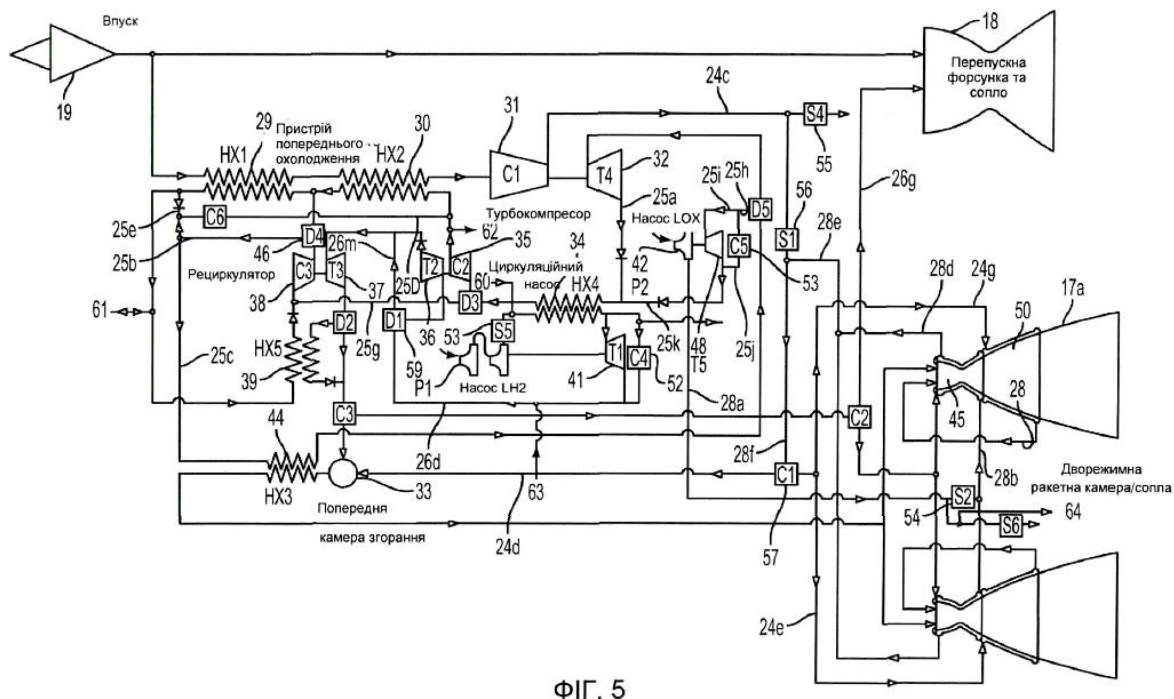 Впуск
19
18
Перепускна
форсунка та
сопло
24c
S4
55
29
Пристрій
попереднього
охолодження
30
HX1
HX2
31
C1
T4
32
25a
25i
25h
D5
56
S1
28e
26g
25e
C6
Турбокомпресор
62
35
Насос LOX
34
25b
46
D4
26m
Рециркулятор
C3
T3
38
37
25D
T2
C2
36
60
Циркуляційний
насос
HX4
42
P2
C5
53
28d
24g
17a
50
61
D2
25g
D1
59
D3
53
S5
25k
48
T5
25j
25c
HX5
39
P1
Насос LH2
T1
41
C4
52
28a
45
28
44
C3
26d
63
28f
C2
28b
HX3
33
C1
57
Дворежимна
ракетна камера/сопла
S2
54
64
S6
Попередня
камера згорання
24d
24e
ФІГ. 5